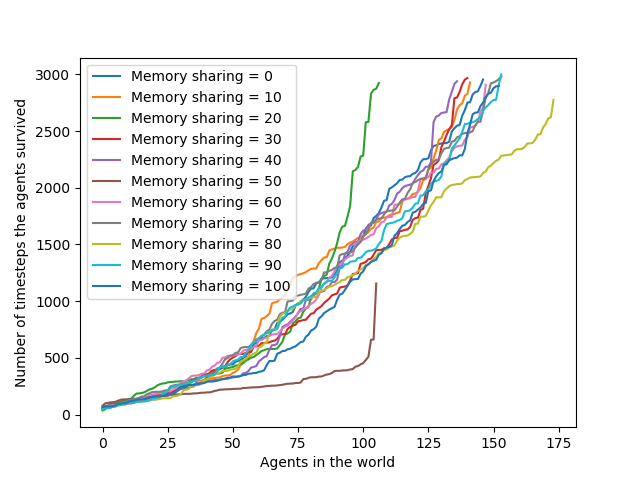 3000
2500
2000
1500
1000
500
0
Number of timesteps the agents survived
Memory sharing = 0
Memory sharing = 10
Memory sharing = 20
Memory sharing = 30
Memory sharing = 40
Memory sharing = 50
Memory sharing = 60
Memory sharing = 70
Memory sharing = 80
Memory sharing = 90
Memory sharing = 100
0 25 50 75 100 125 150 175
Agents in the world